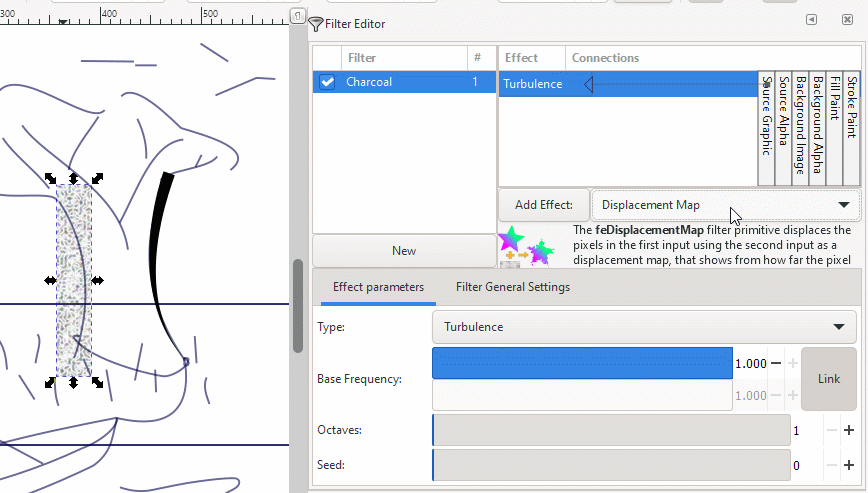 300 400 500
Filter Editor
Filter #
Charcoal 1
New
Effect Connections
Turbulence
Source Graphic
Source Alpha
Background Image
Background Alpha
Fill Paint
Stroke Paint
Add Effect: Displacement Map
The feDisplacementMap filter primitive displaces the
pixels in the first input using the second input as a
displacement map, that shows from how far the pixel
Effect parameters Filter General Settings
Type: Turbulence
Base Frequency: 1.000
1.000
Link
Octaves: 1
Seed: 0